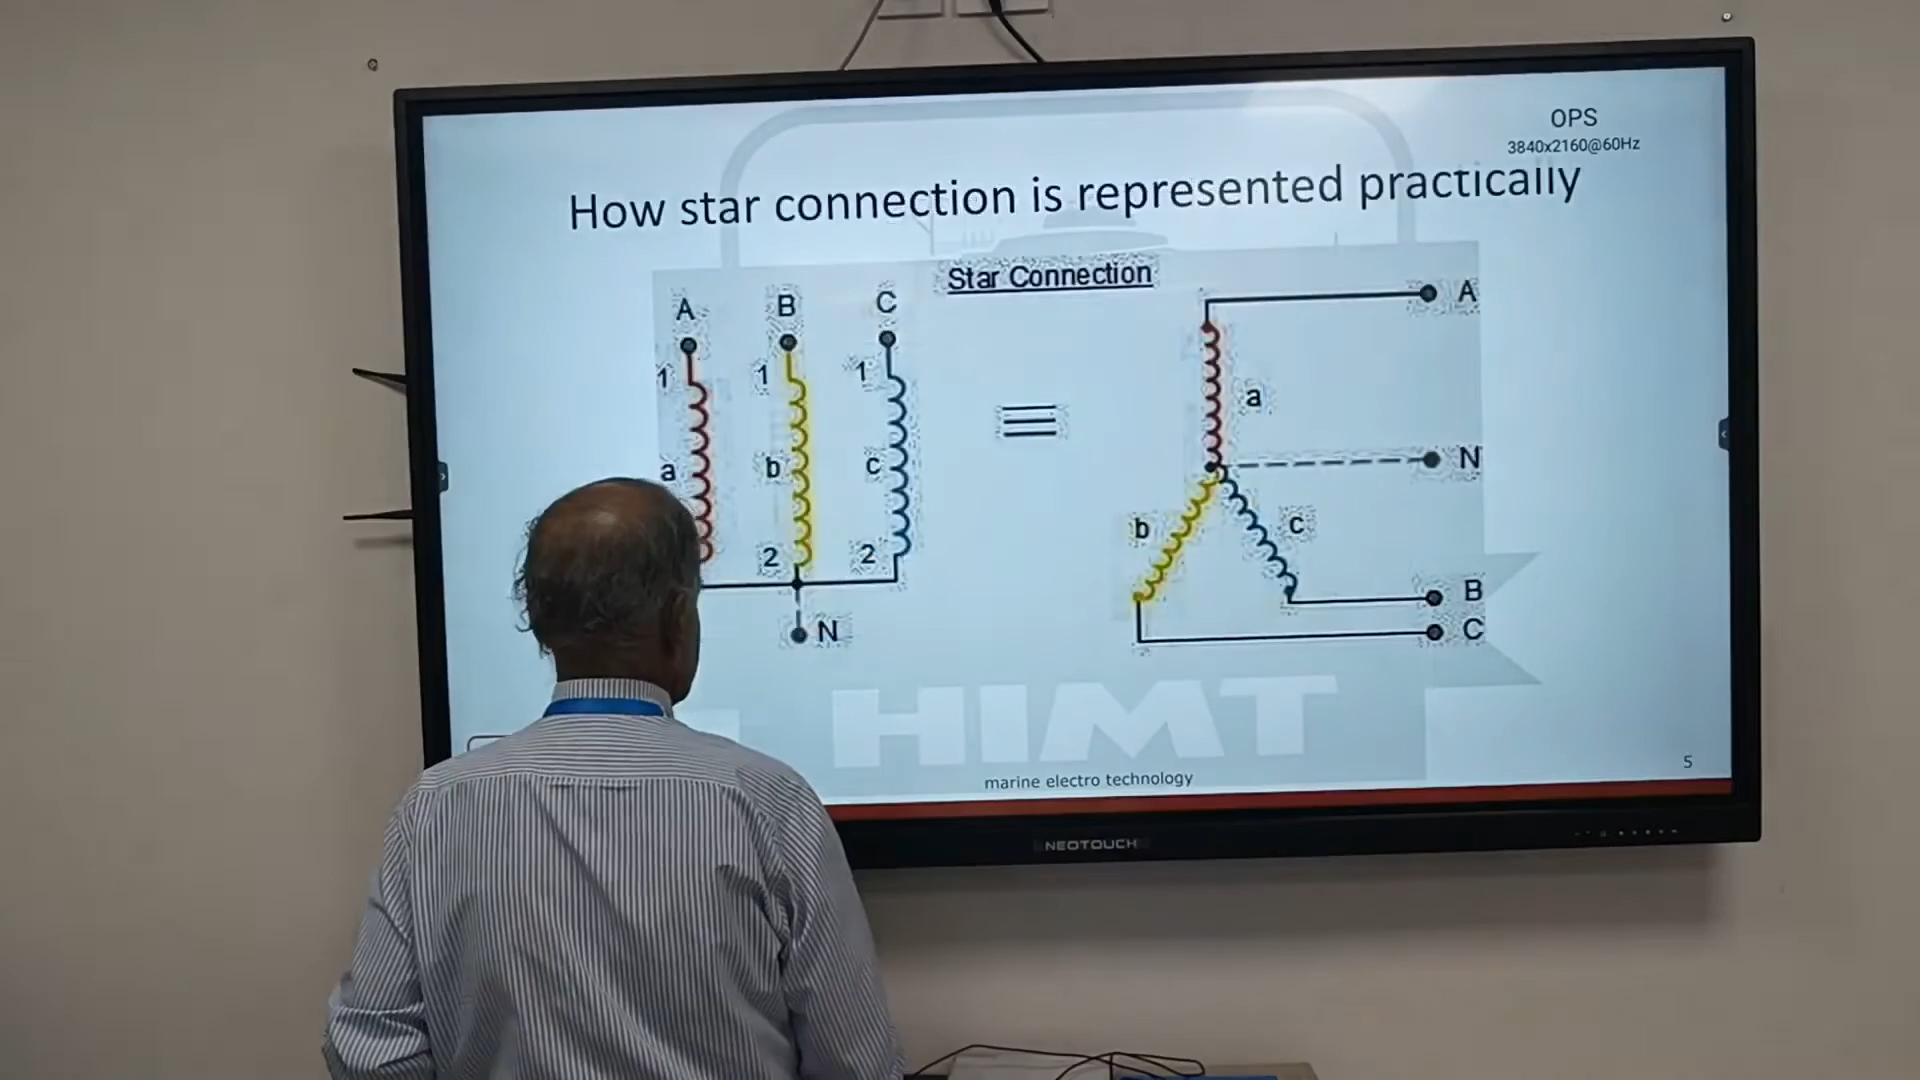 OPS
3840x2160@60Hz
How star connection is represented practically
Star Connection
A B C
1 1 1
a b c
2 2
N
A
a
N
b c
B
C
HIMT
marine electro technology
5
NEOTOUCH